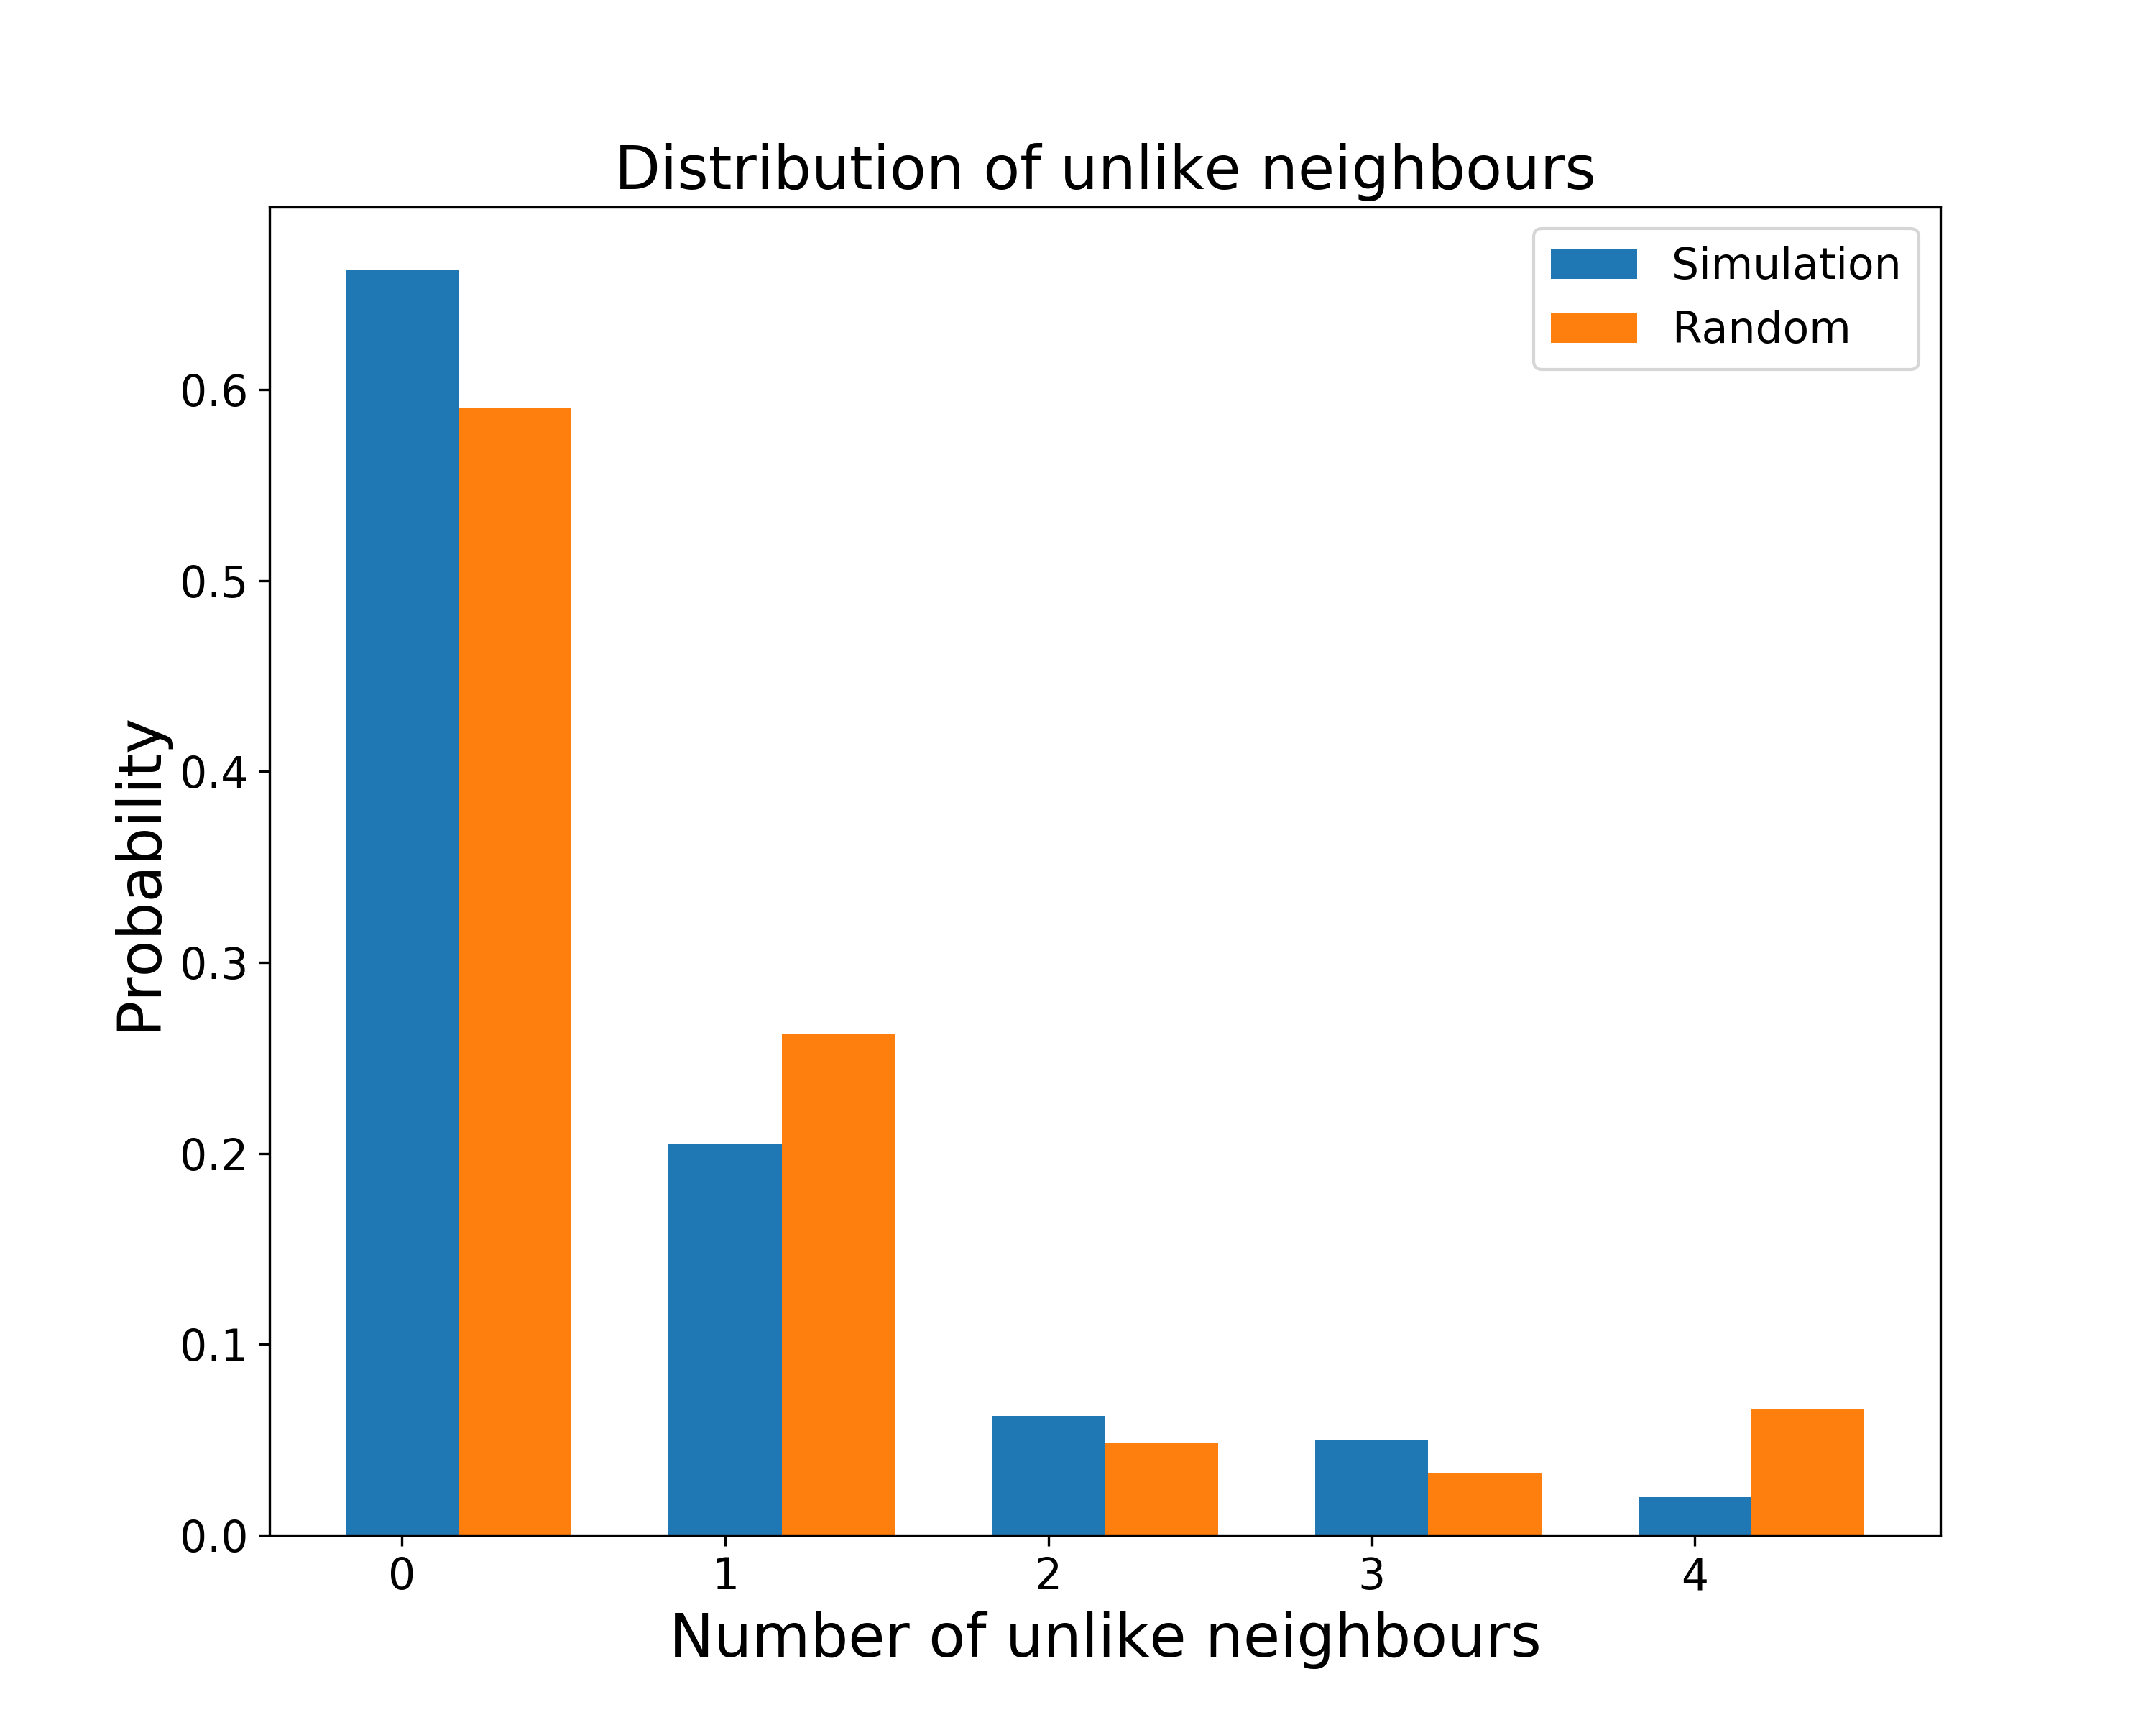 Distribution of unlike neighbours
Simulation
Random
Probability
0.6
0.5
0.4
0.3
0.2
0.1
0.0
0 1 2 3 4
Number of unlike neighbours